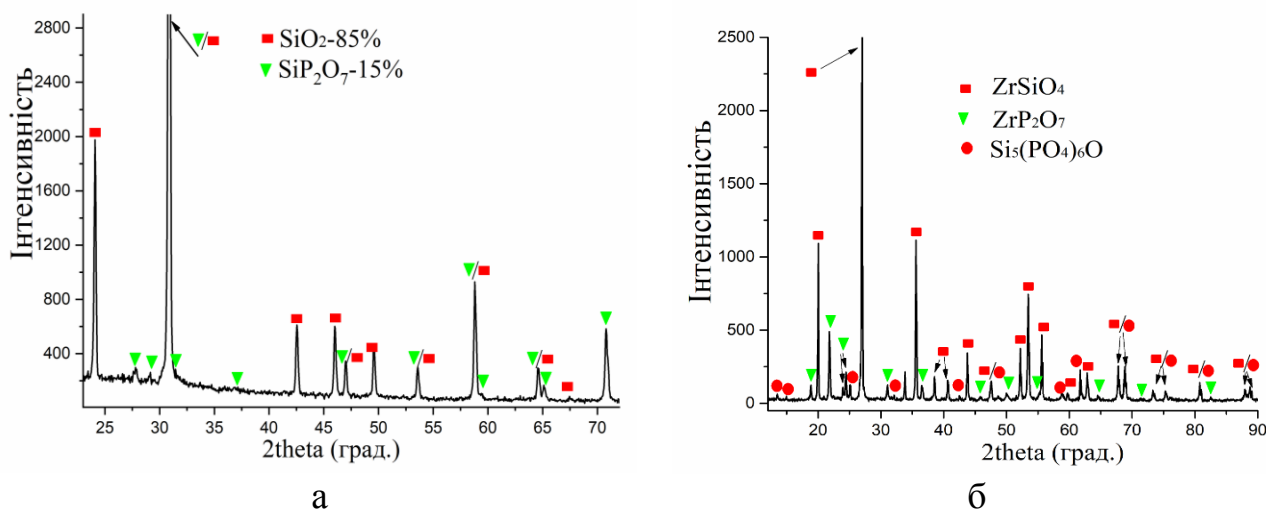 2800
2400
2000
1600
1200
800
400
Інтенсивність
/
SiO₂-85%
SiP₂O₇-15%
/
/
/
/
25 30 35 40 45 50 55 60 65 70
2theta (град.)
а
2500
2000
1500
1000
500
0
Інтенсивність
ZrSiO₄
ZrP₂O₇
Si₅(PO₄)₆O
/
/
/
/
/
20 30 40 50 60 70 80 90
2theta (град.)
б